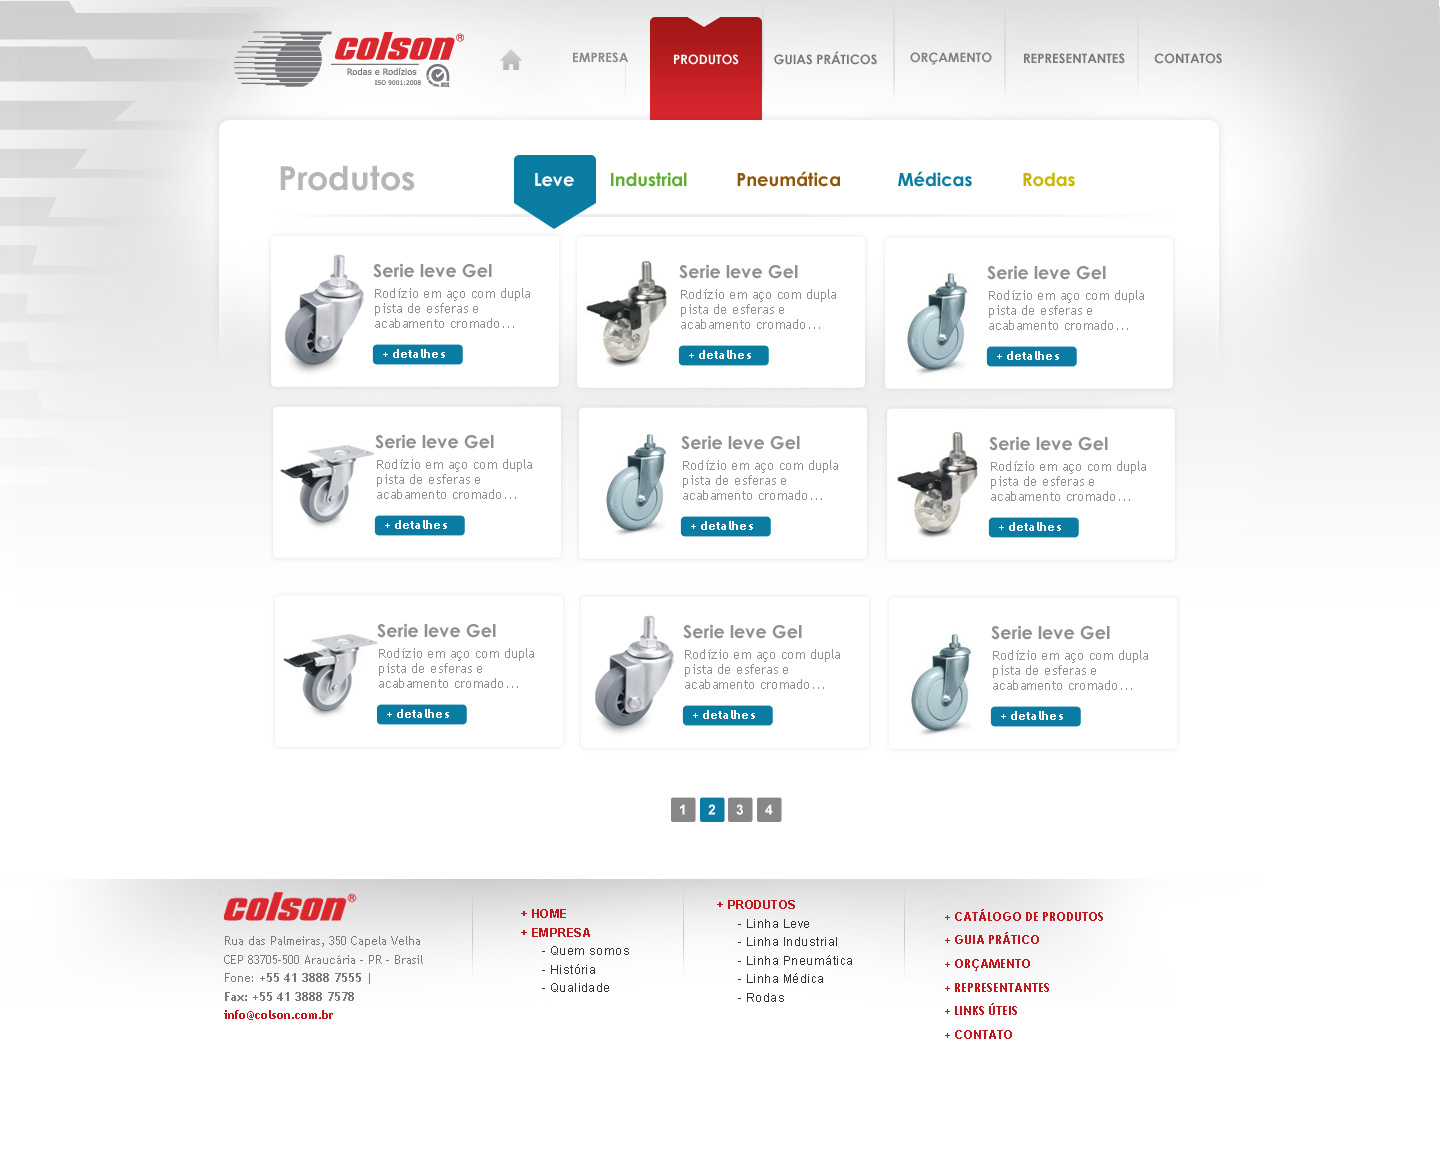 colson®
Rodas e Rodízios
ISO 9001:2008
EMPRESA
PRODUTOS
GUIAS PRÁTICOS
ORÇAMENTO
REPRESENTANTES
CONTATOS
Produtos
Leve
Industrial
Pneumática
Médicas
Rodas
Serie leve Gel
Rodízio em aço com dupla
pista de esferas e
acabamento cromado...
+ detalhes
Serie leve Gel
Rodízio em aço com dupla
pista de esferas e
acabamento cromado...
+ detalhes
Serie leve Gel
Rodízio em aço com dupla
pista de esferas e
acabamento cromado...
+ detalhes
Serie leve Gel
Rodízio em aço com dupla
pista de esferas e
acabamento cromado...
+ detalhes
Serie leve Gel
Rodízio em aço com dupla
pista de esferas e
acabamento cromado...
+ detalhes
Serie leve Gel
Rodízio em aço com dupla
pista de esferas e
acabamento cromado...
+ detalhes
Serie leve Gel
Rodízio em aço com dupla
pista de esferas e
acabamento cromado...
+ detalhes
Serie leve Gel
Rodízio em aço com dupla
pista de esferas e
acabamento cromado...
+ detalhes
Serie leve Gel
Rodízio em aço com dupla
pista de esferas e
acabamento cromado...
+ detalhes
1 2 3 4
colson®
Rua das Palmeiras, 350 Capela Velha
CEP 83705-500 Araucária - PR - Brasil
Fone: +55 41 3888 7555 |
Fax: +55 41 3888 7578
info@colson.com.br
+ HOME
+ EMPRESA
- Quem somos
- História
- Qualidade
+ PRODUTOS
- Linha Leve
- Linha Industrial
- Linha Pneumática
- Linha Médica
- Rodas
+ CATÁLOGO DE PRODUTOS
+ GUIA PRÁTICO
+ ORÇAMENTO
+ REPRESENTANTES
+ LINKS ÚTEIS
+ CONTATO